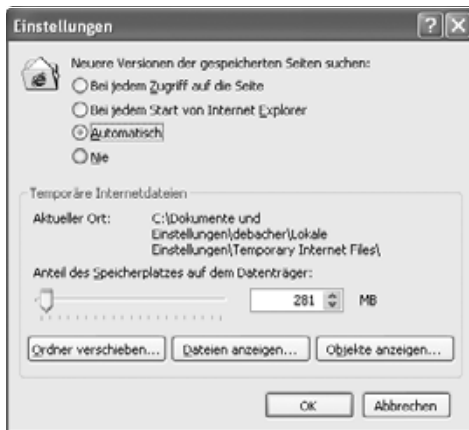 Einstellungen
Neuere Versionen der gespeicherten Seiten suchen:
Bei jedem Zugriff auf die Seite
Bei jedem Start von Internet Explorer
Automatisch
Nie
Temporäre Internetdateien
Aktueller Ort: C:\Dokumente und
Einstellungen\debacher\Lokale
Einstellungen\Temporary Internet Files\
Anteil des Speicherplatzes auf dem Datenträger:
281 MB
Ordner verschieben... Dateien anzeigen... Objekte anzeigen...
OK Abbrechen